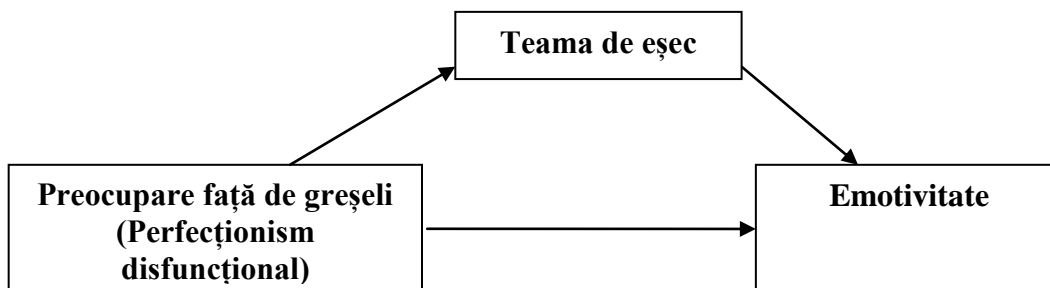 Teama de eșec
Preocupare față de greșeli
(Perfecționism
disfuncțional)
Emotivitate